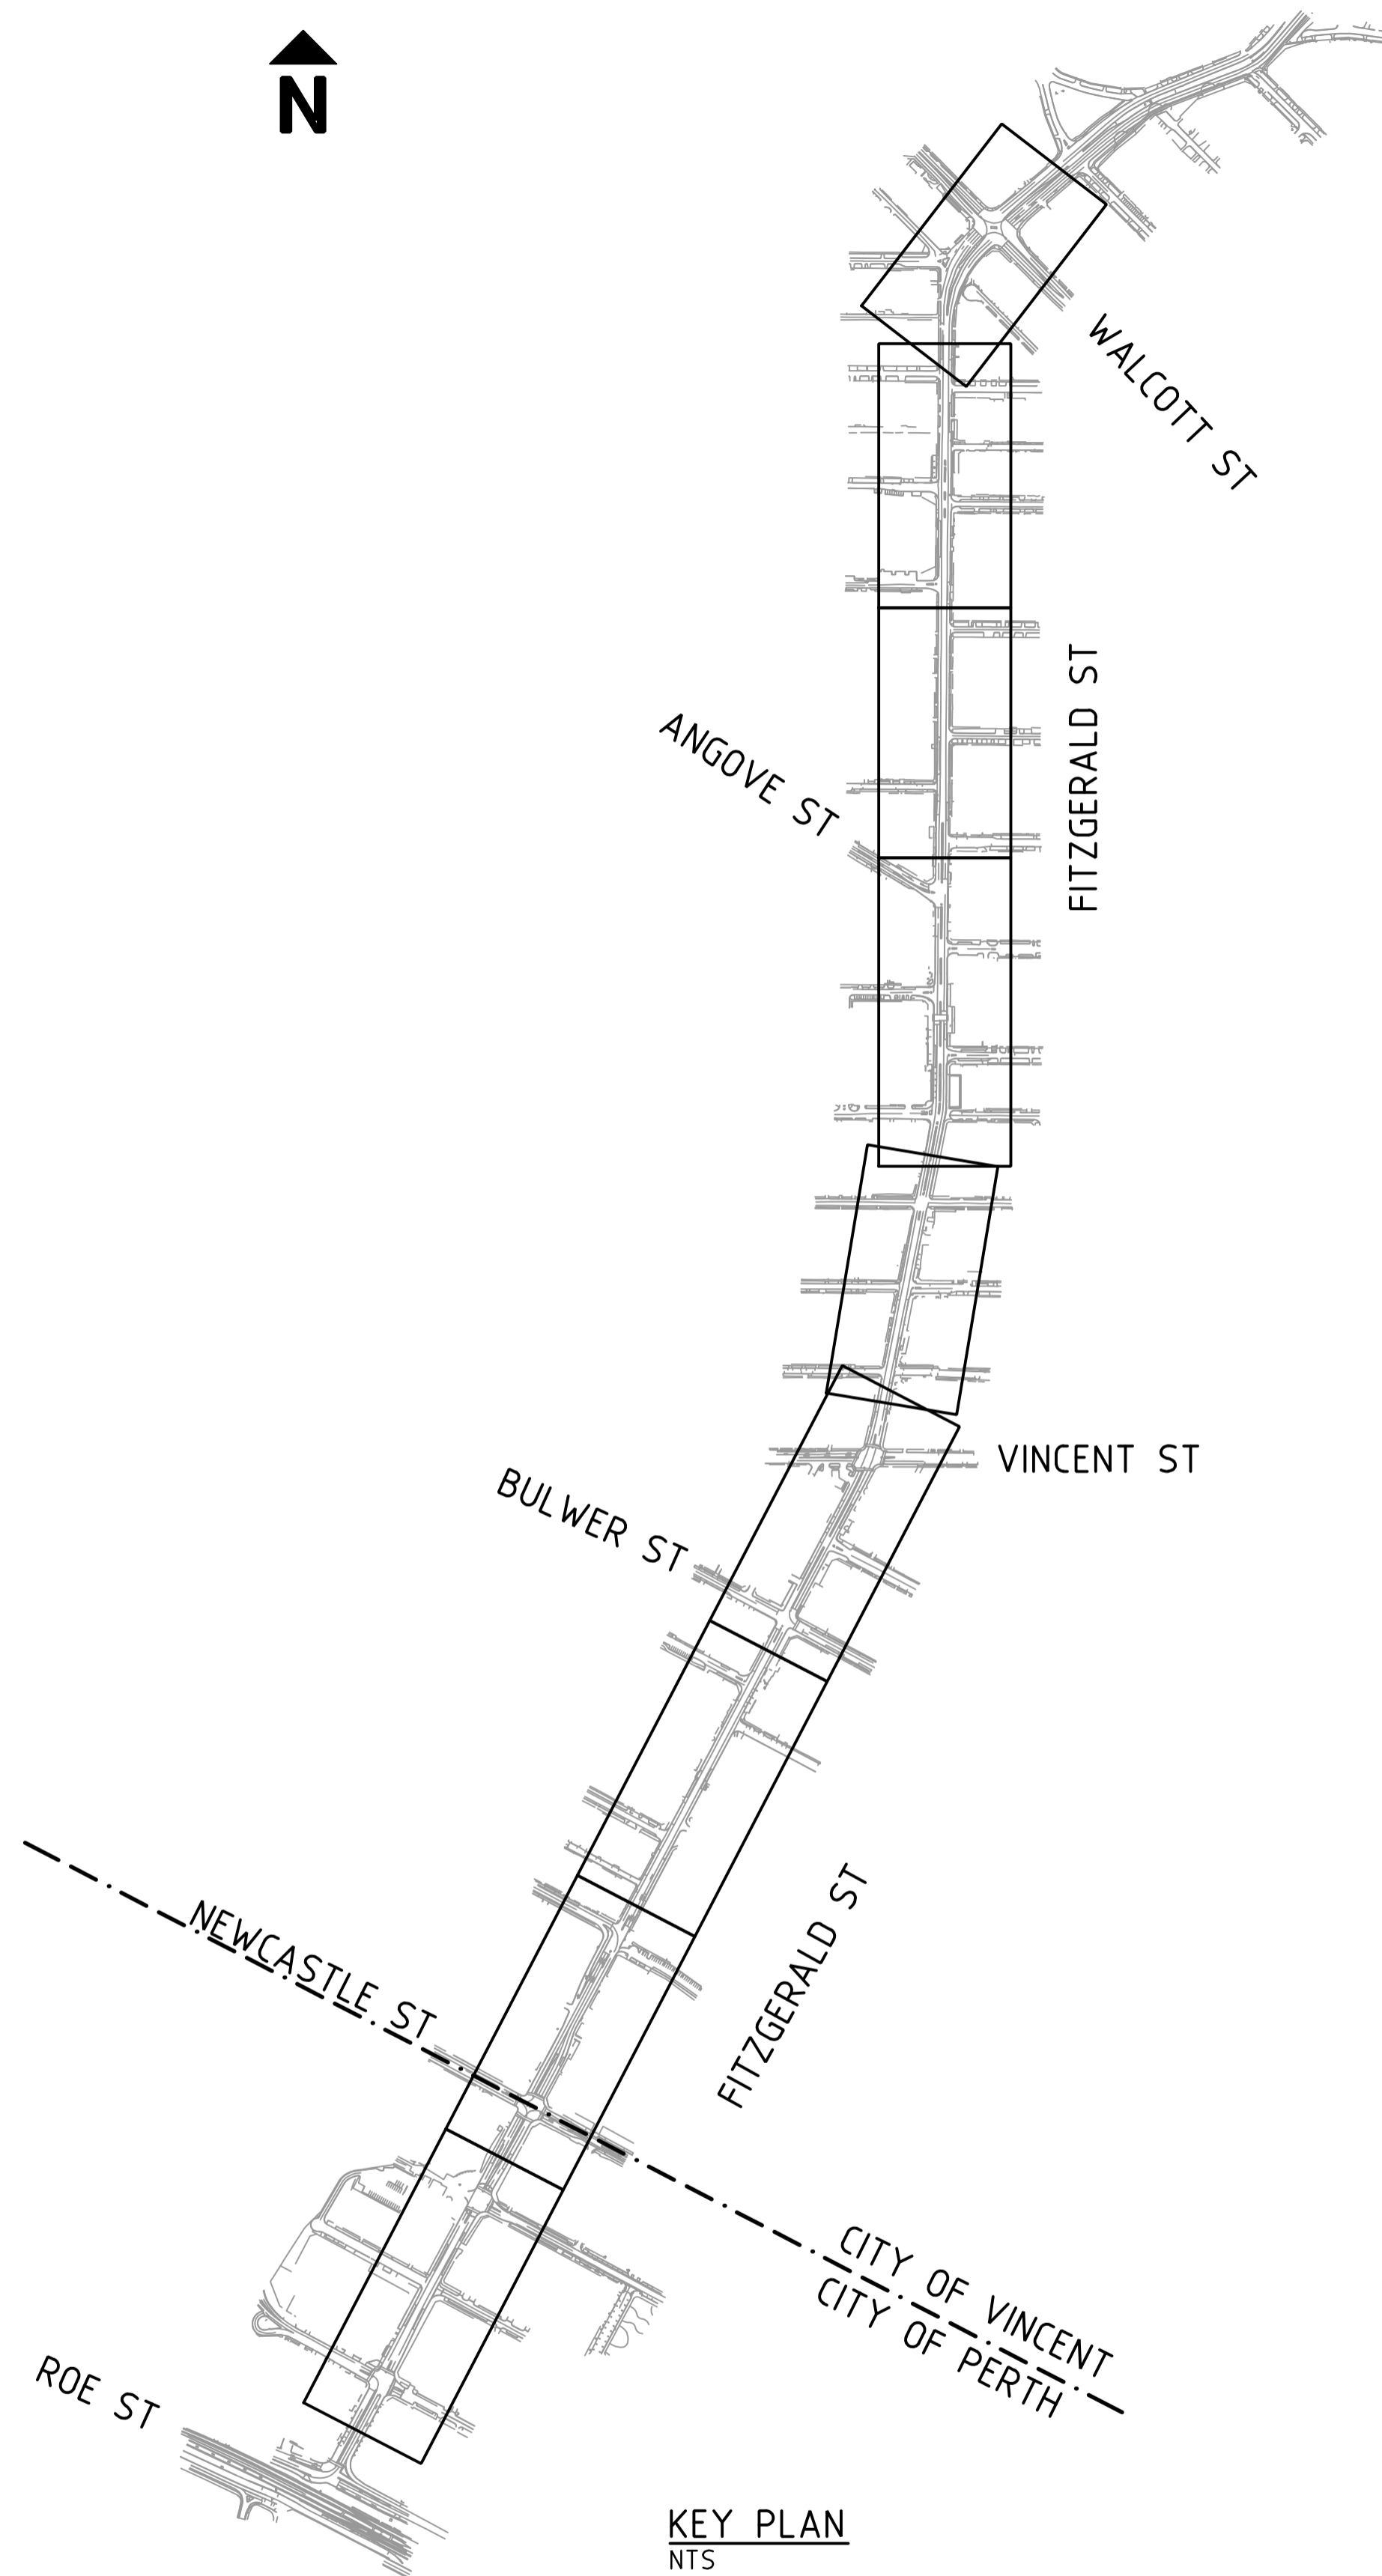 N
WALCOTT ST
FITZGERALD ST
ANGOVE ST
VINCENT ST
BULWER ST
FITZGERALD ST
NEWCASTLE ST
CITY OF VINCENT
CITY OF PERTH
ROE ST
KEY PLAN
NTS